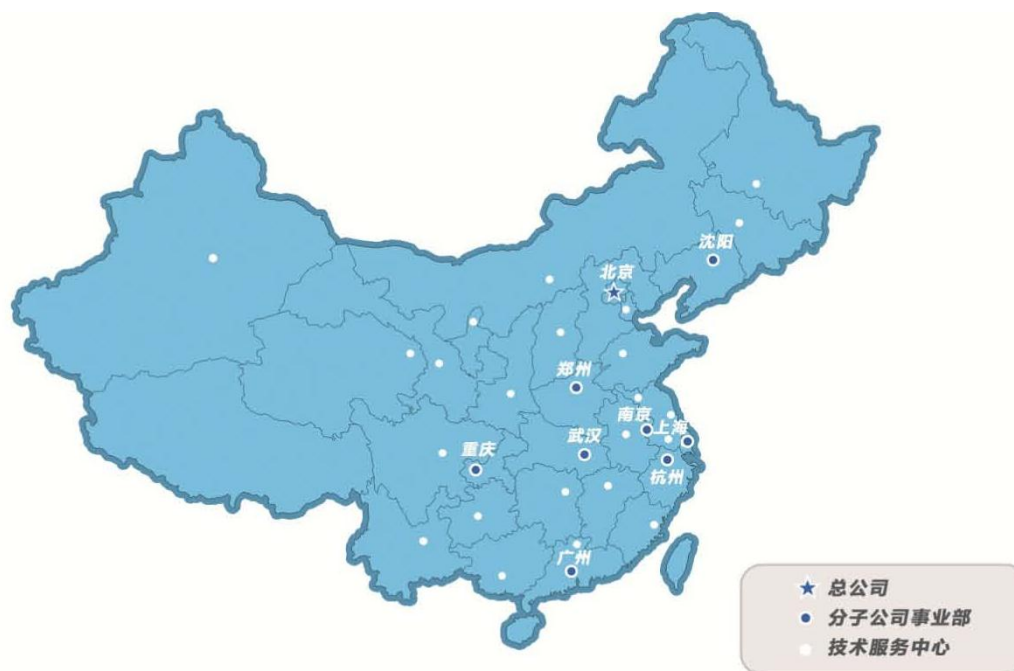 沈阳
北京
郑州
南京
上海
武汉
重庆
杭州
广州
总公司
分子公司事业部
技术服务中心